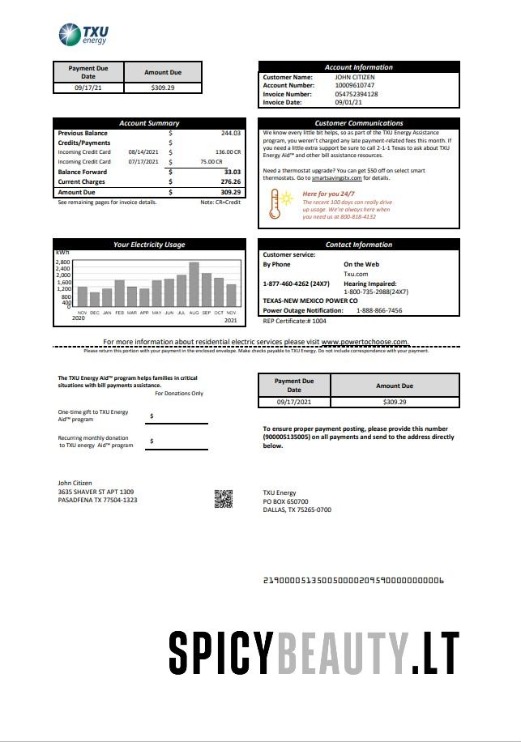 TXU
energy
Payment Due Date Amount Due
09/17/21 $309.29
Account Information
Customer Name: JOHN CITIZEN
Account Number: 10009610747
Invoice Number: 054752394128
Invoice Date: 09/01/21
Account Summary
Previous Balance $ 244.03
Credits/Payments $
Incoming Credit Card 08/14/2021 $ 136.00 CR
Incoming Credit Card 07/17/2021 $ 75.00 CR
Balance Forward $ 33.03
Current Charges $ 276.26
Amount Due $ 309.29
See remaining pages for invoice details. Note: CR=Credit
Customer Communications
We know every little bit helps, so as part of the TXU Energy Assistance
program, you weren't charged any late payment-related fees this month. If
you need a little extra support be sure to call 2-1-1 Texas to ask about TXU
Energy Aid™ and other bill assistance resources.
Need a thermostat upgrade? You can get $50 off on select smart
thermostats. Go to smartsavingstx.com for details.
Here for you 24/7
The recent 100 days can really drive
up usage. We're always here when
you need us at 800-818-4132
Your Electricity Usage
kWh
2,800
2,400
2,000
1,600
1,200
800
400
0
NOV DEC JAN FEB MAR APR MAY JUN JUL AUG SEP OCT NOV
2020 2021
Contact Information
Customer service:
By Phone On the Web
Txu.com
1-877-460-4262 (24X7) Hearing Impaired:
1-800-735-2988(24X7)
TEXAS-NEW MEXICO POWER CO
Power Outage Notification: 1-888-866-7456
REP Certificate:# 1004
For more information about residential electric services please visit www.powertochoose.com.
Please return this portion with your payment in the enclosed envelope. Make checks payable to TXU Energy. Do not include correspondence with your payment.
The TXU Energy Aid™ program helps families in critical
situations with bill payments assistance.
For Donations Only
One-time gift to TXU Energy
Aid™ program $
Recurring monthly donation
to TXU energy Aid™ program $
Payment Due Date Amount Due
09/17/2021 $309.29
To ensure proper payment posting, please provide this number
(900005135005) on all payments and send to the address directly
below.
John Citizen
3635 SHAVER ST APT 1309
PASADFENA TX 77504-1323
TXU Energy
PO BOX 650700
DALLAS, TX 75265-0700
SPICYBEAUTY.LT